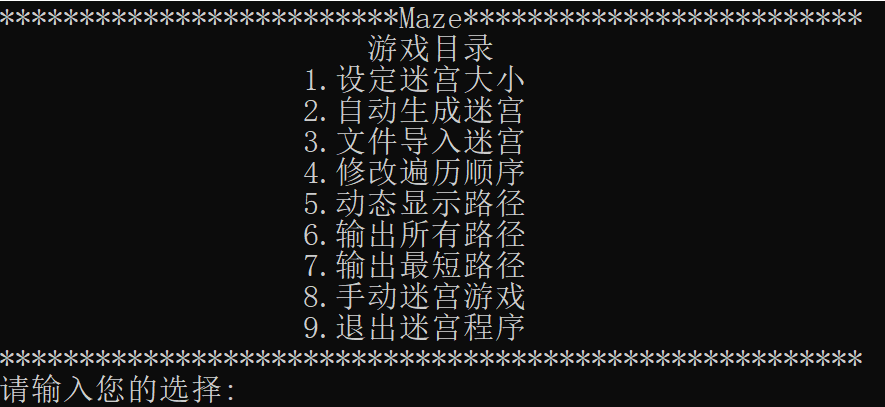 *************************Maze*************************
游戏目录
1.设定迷宫大小
2.自动生成迷宫
3.文件导入迷宫
4.修改遍历顺序
5.动态显示路径
6.输出所有路径
7.输出最短路径
8.手动迷宫游戏
9.退出迷宫程序
******************************************************
请输入您的选择: